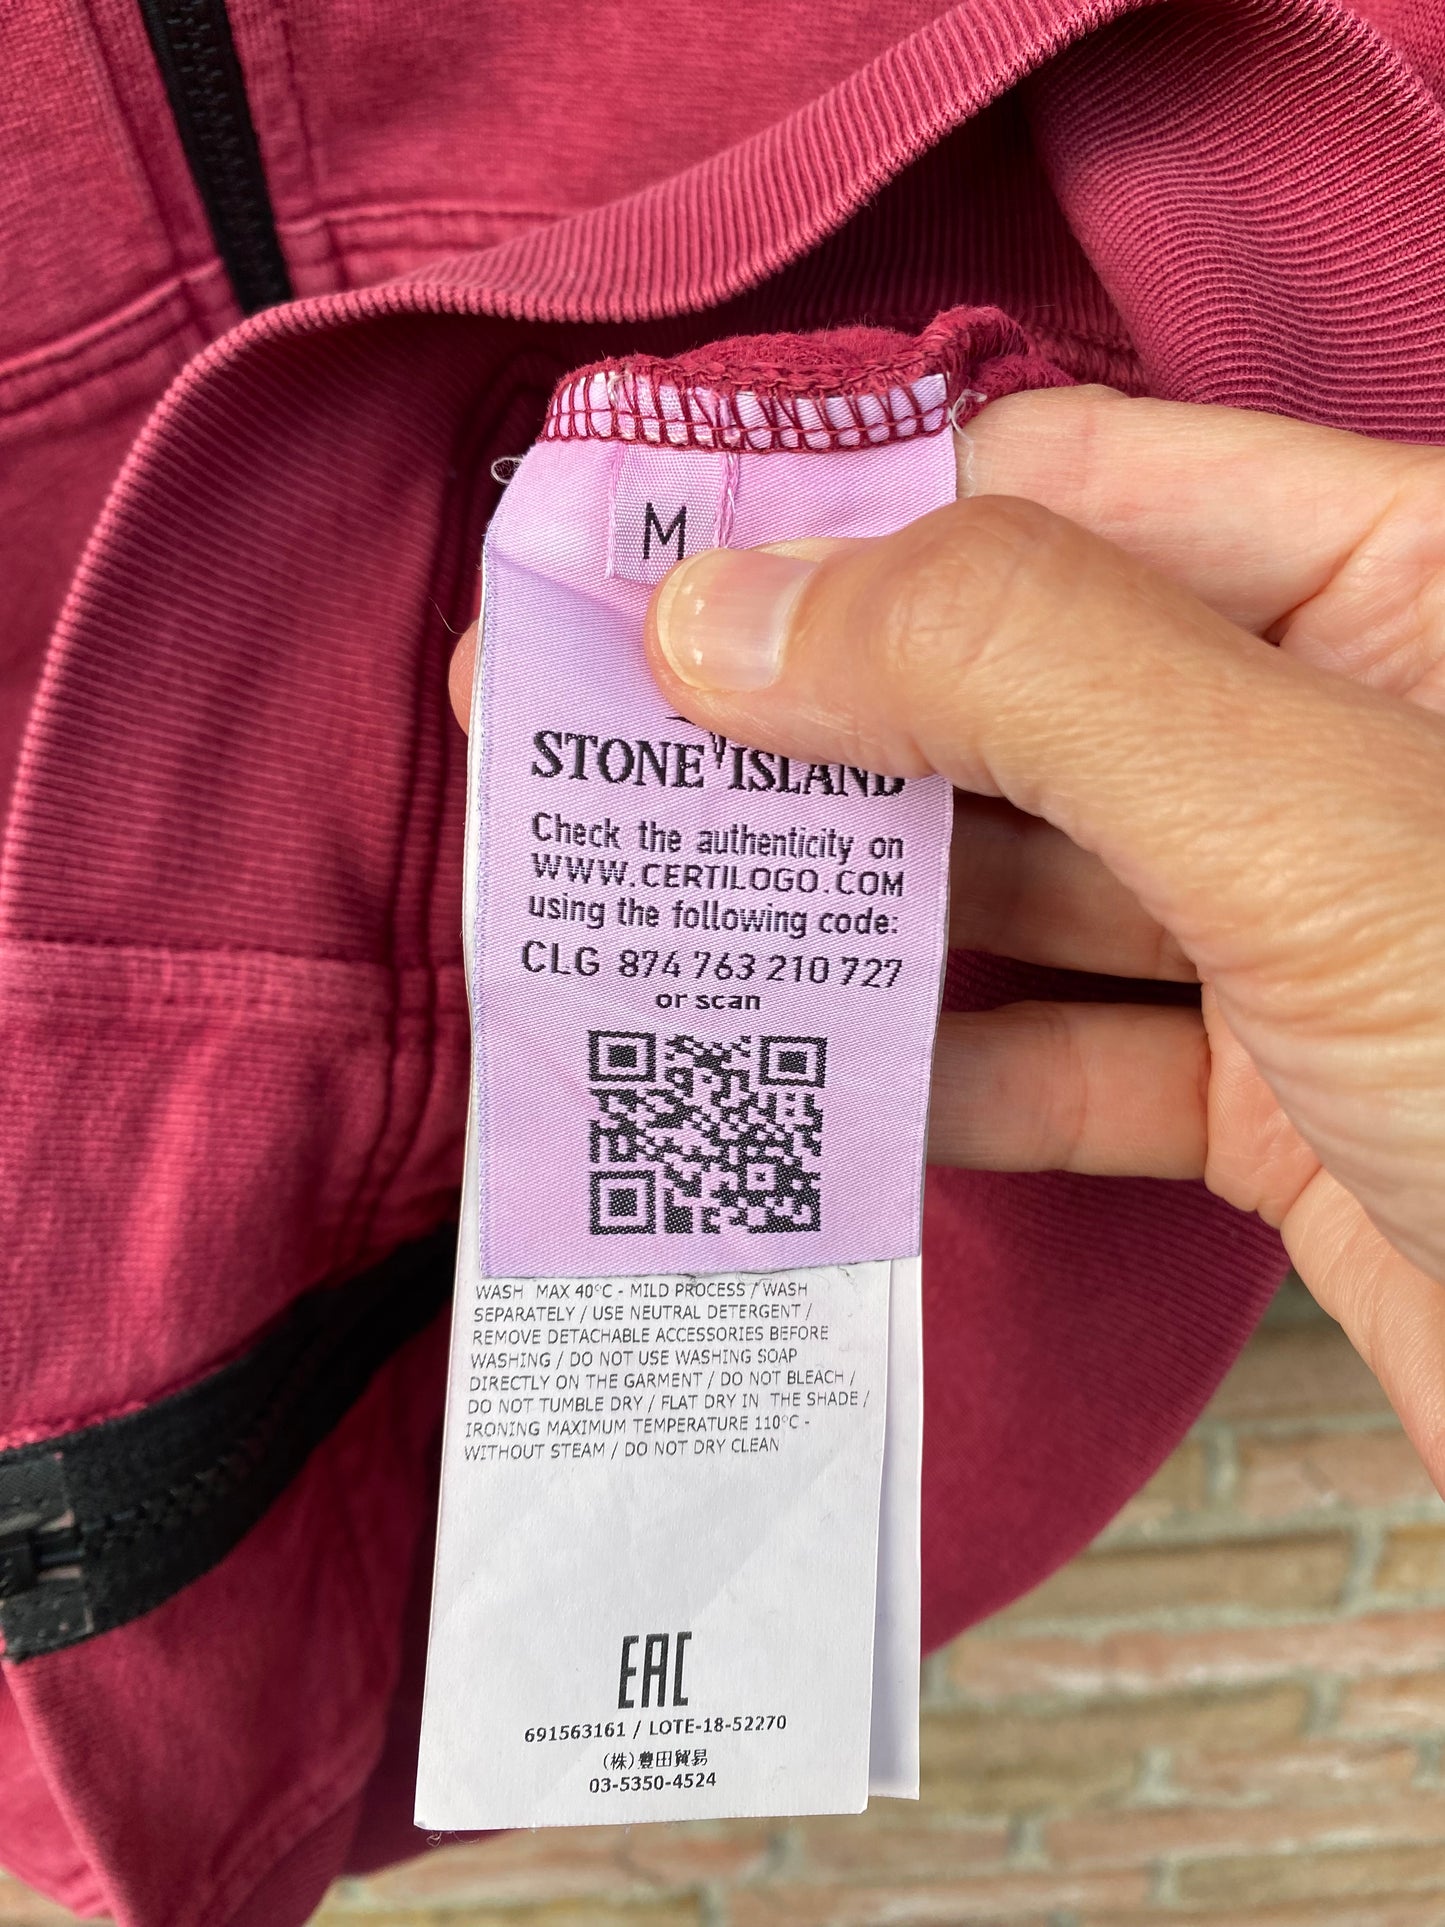 M
STONE ISLAND
Check the authenticity on
WWW.CERTILOGO.COM
using the following code:
CLG 874 763 210 727
or scan
WASH MAX 40°C - MILD PROCESS / WASH
SEPARATELY / USE NEUTRAL DETERGENT /
REMOVE DETACHABLE ACCESSORIES BEFORE
WASHING / DO NOT USE WASHING SOAP
DIRECTLY ON THE GARMENT / DO NOT BLEACH /
DO NOT TUMBLE DRY / FLAT DRY IN THE SHADE /
IRONING MAXIMUM TEMPERATURE 110°C -
WITHOUT STEAM / DO NOT DRY CLEAN
EAC
691563161 / LOTE-18-52270
(株)豊田貿易
03-5350-4524